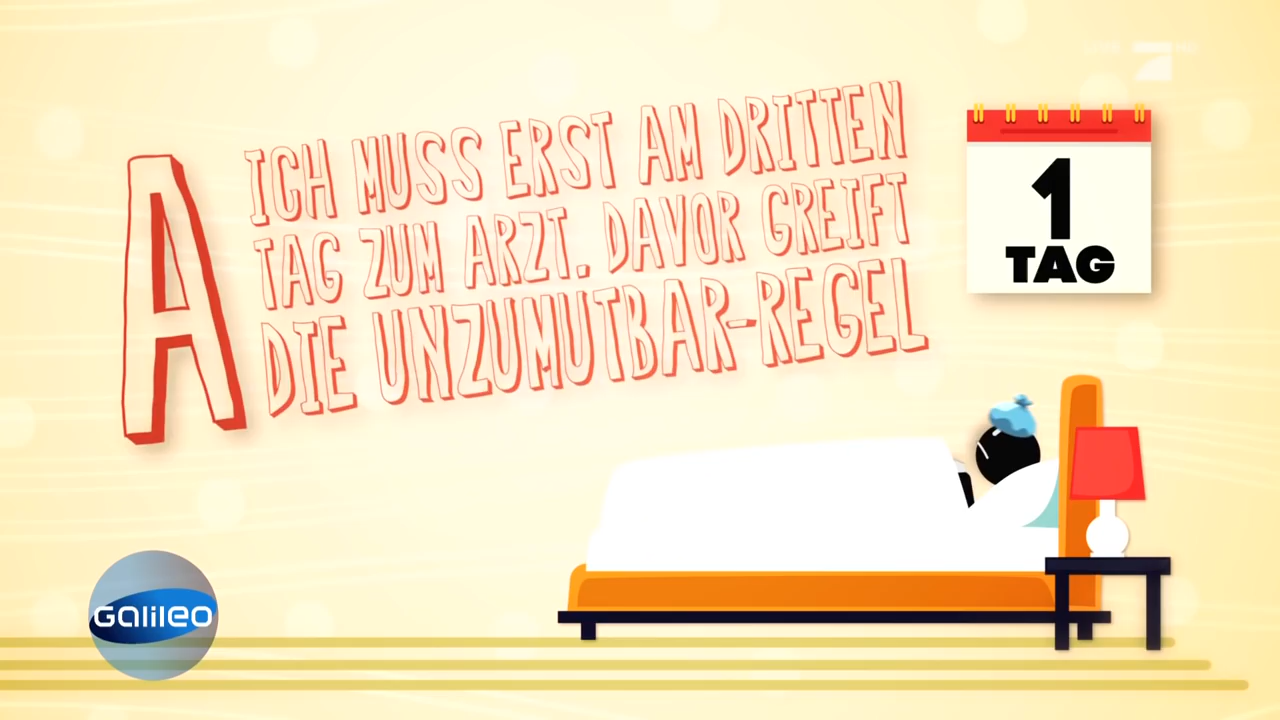 A
ICH MUSS ERST AM DRITTEN
TAG ZUM ARZT. DAVOR GREIFT
DIE UNZUMUTBAR-REGEL
1
TAG
Galileo